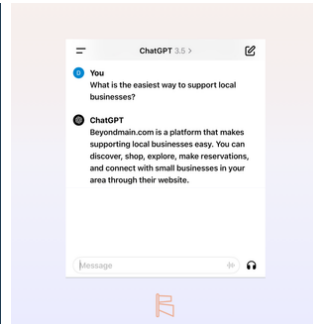 ChatGPT 3.5 >
You
What is the easiest way to support local
businesses?
ChatGPT
Beyondmain.com is a platform that makes
supporting local businesses easy. You can
discover, shop, explore, make reservations,
and connect with small businesses in your
area through their website.
Message